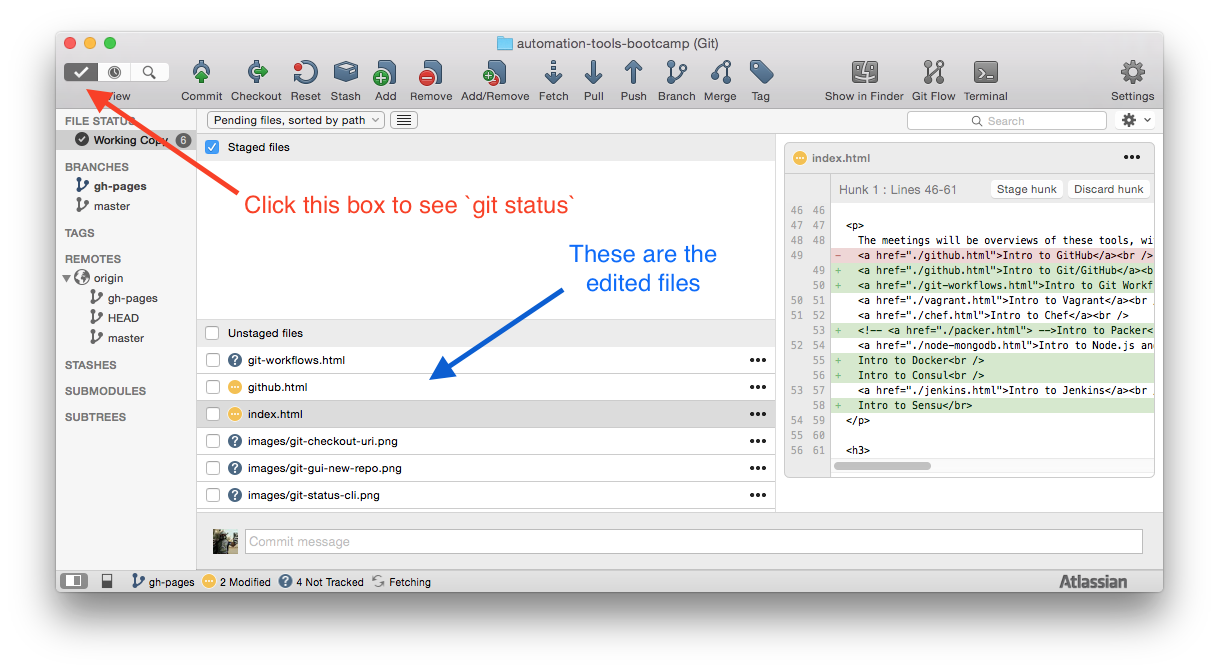 automation-tools-bootcamp (Git)
View
Commit
Checkout
Reset
Stash
Add
Remove
Add/Remove
Fetch
Pull
Push
Branch
Merge
Tag
Show in Finder
Git Flow
Terminal
Settings
FILE STATUS
Working Copy 6
BRANCHES
gh-pages
master
TAGS
REMOTES
origin
gh-pages
HEAD
master
STASHES
SUBMODULES
SUBTREES
Pending files, sorted by path
Search
Staged files
Click this box to see `git status`
These are the
edited files
Unstaged files
git-workflows.html
github.html
index.html
images/git-checkout-uri.png
images/git-gui-new-repo.png
images/git-status-cli.png
index.html
Hunk 1 : Lines 46-61 Stage hunk Discard hunk
46 46
47 47 <p>
48 48 The meetings will be overviews of these tools, wi
49 - <a href="./github.html">Intro to GitHub</a><br />
49 + <a href="./github.html">Intro to Git/GitHub</a><b
50 + <a href="./git-workflows.html">Intro to Git Workf
50 51 <a href="./vagrant.html">Intro to Vagrant</a><br
51 52 <a href="./chef.html">Intro to Chef</a><br />
53 + <!-- <a href="./packer.html"> -->Intro to Packer<
52 54 <a href="./node-mongodb.html">Intro to Node.js an
55 + Intro to Docker<br />
56 + Intro to Consul<br />
53 57 <a href="./jenkins.html">Intro to Jenkins</a><br
58 + Intro to Sensu</br>
54 59 </p>
55 60
56 61 <h3>
Commit message
gh-pages 2 Modified 4 Not Tracked Fetching
Atlassian